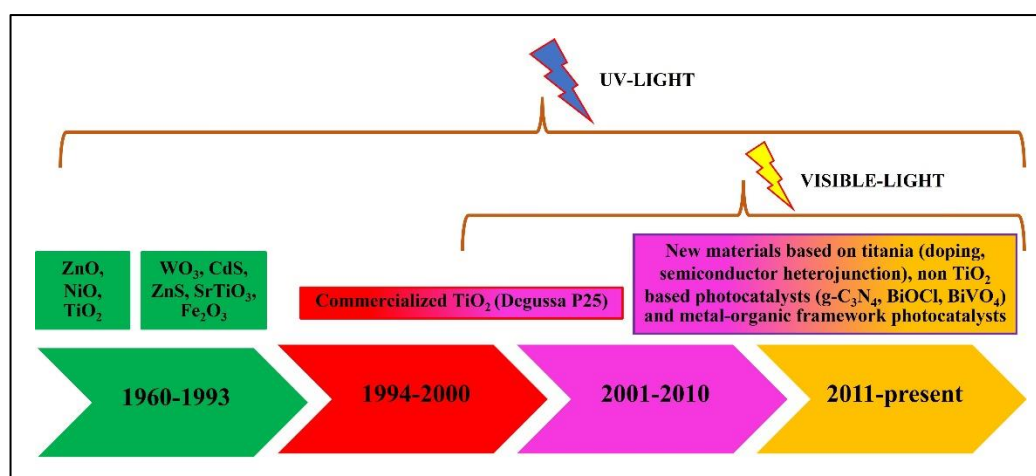 UV-LIGHT
VISIBLE-LIGHT
ZnO,
NiO,
TiO₂
WO₃, CdS,
ZnS, SrTiO₃,
Fe₂O₃
Commercialized TiO₂ (Degussa P25)
New materials based on titania (doping,
semiconductor heterojunction), non TiO₂
based photocatalysts (g-C₃N₄, BiOCl, BiVO₄)
and metal-organic framework photocatalysts
1960-1993
1994-2000
2001-2010
2011-present